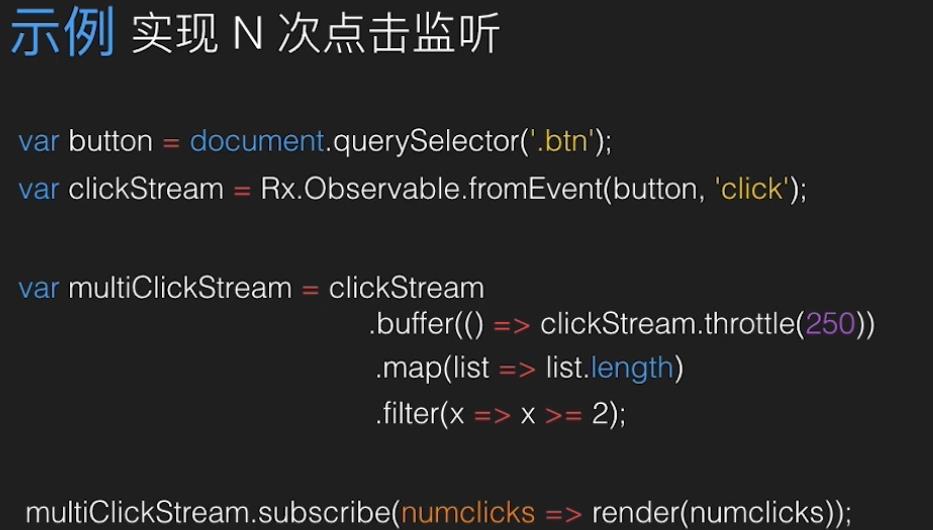 示例 实现 N 次点击监听
var button = document.querySelector('.btn');
var clickStream = Rx.Observable.fromEvent(button, 'click');
var multiClickStream = clickStream
.buffer(() => clickStream.throttle(250))
.map(list => list.length)
.filter(x => x >= 2);
multiClickStream.subscribe(numclicks => render(numclicks));